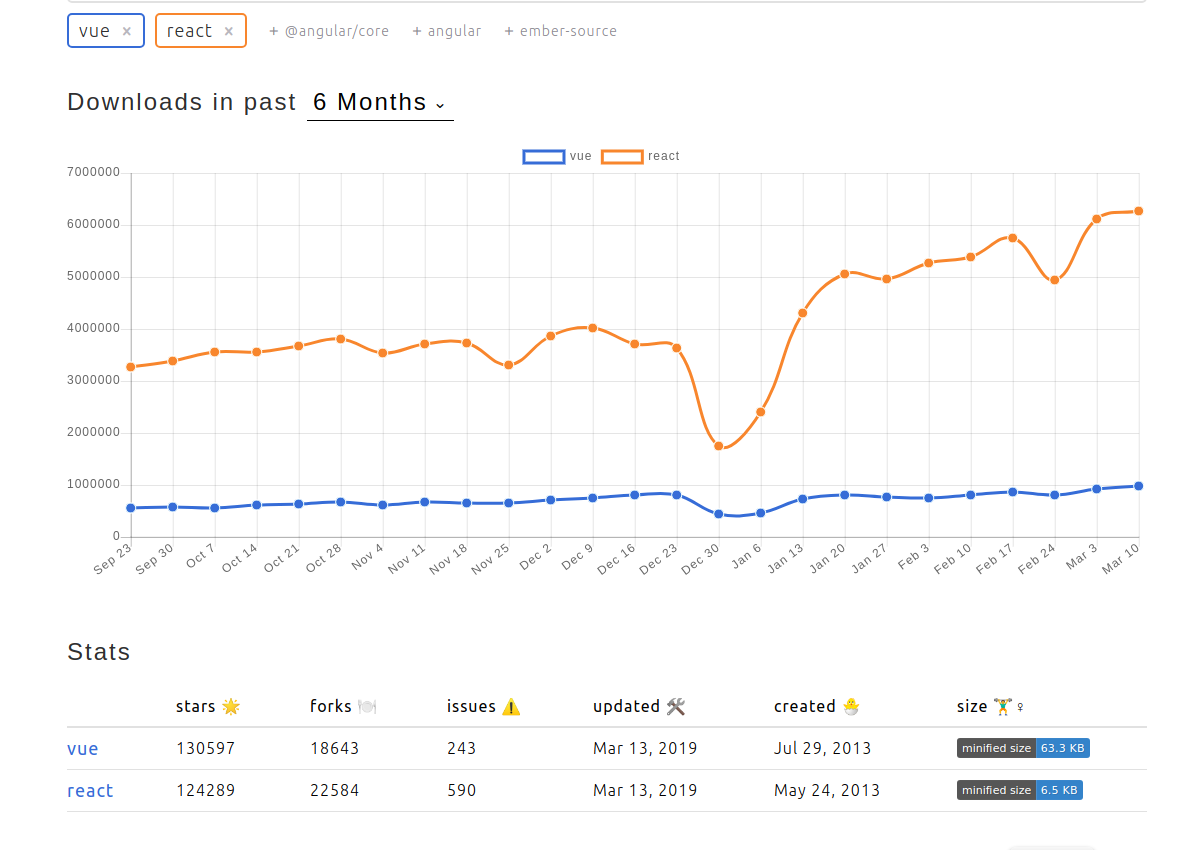 vue × react × + @angular/core + angular + ember-source
Downloads in past 6 Months
vue react
7000000
6000000
5000000
4000000
3000000
2000000
1000000
0
Sep 23 Sep 30 Oct 7 Oct 14 Oct 21 Oct 28 Nov 4 Nov 11 Nov 18 Nov 25 Dec 2 Dec 9 Dec 16 Dec 23 Dec 30 Jan 6 Jan 13 Jan 20 Jan 27 Feb 3 Feb 10 Feb 17 Feb 24 Mar 3 Mar 10
Stats
stars 🌟 forks 🍽️ issues ⚠️ updated 🛠️ created 🐣 size 🏋️♀
vue 130597 18643 243 Mar 13, 2019 Jul 29, 2013 minified size 63.3 KB
react 124289 22584 590 Mar 13, 2019 May 24, 2013 minified size 6.5 KB